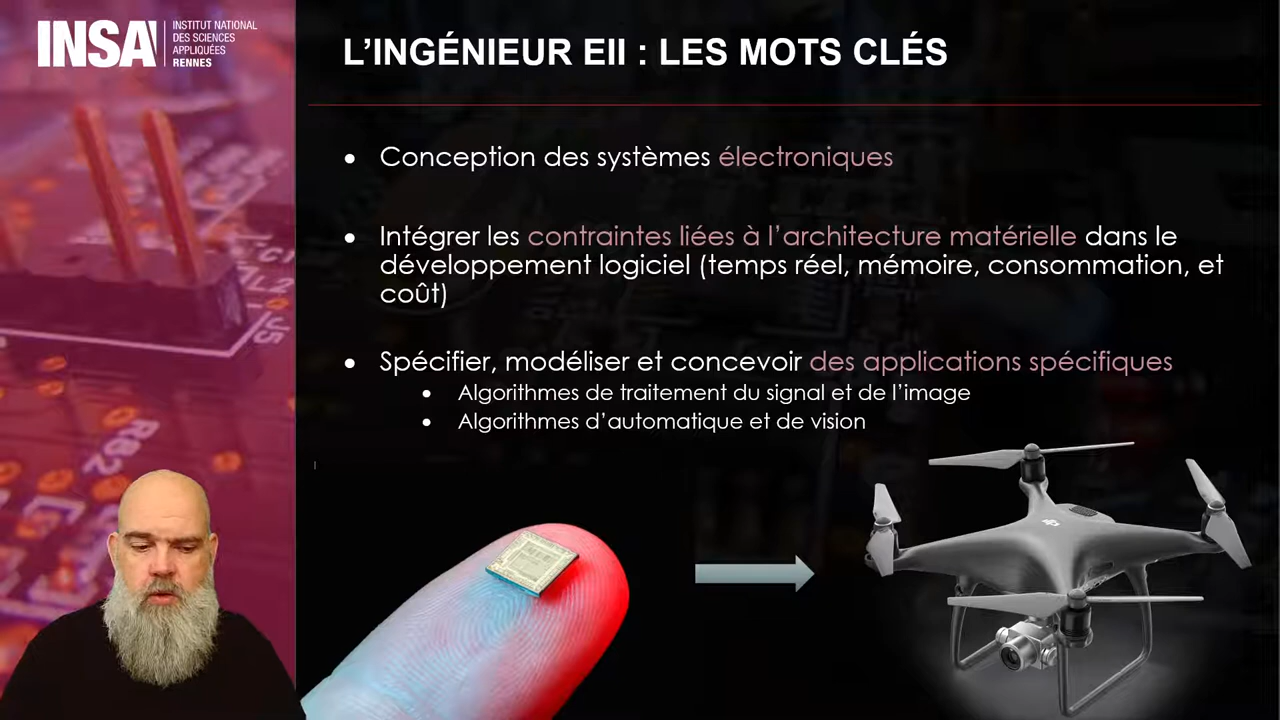 INSA
INSTITUT NATIONAL
DES SCIENCES
APPLIQUÉES
RENNES
L’INGÉNIEUR EII : LES MOTS CLÉS
• Conception des systèmes électroniques
• Intégrer les contraintes liées à l’architecture matérielle dans le
développement logiciel (temps réel, mémoire, consommation, et
coût)
• Spécifier, modéliser et concevoir des applications spécifiques
• Algorithmes de traitement du signal et de l’image
• Algorithmes d’automatique et de vision